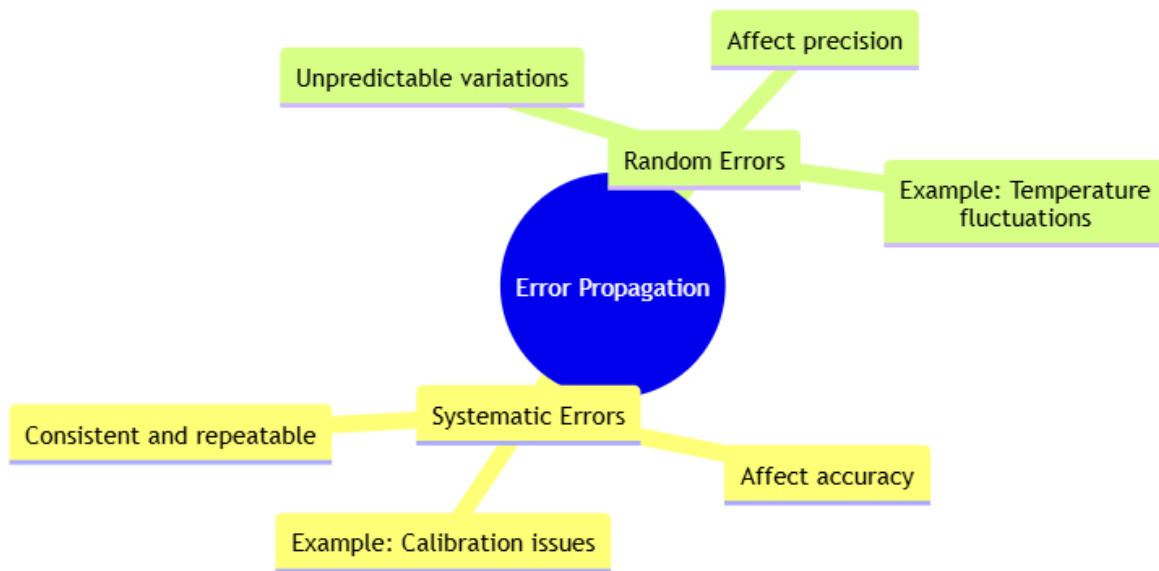 Affect precision
Unpredictable variations
Random Errors
Example: Temperature
fluctuations
Error Propagation
Systematic Errors
Consistent and repeatable
Affect accuracy
Example: Calibration issues